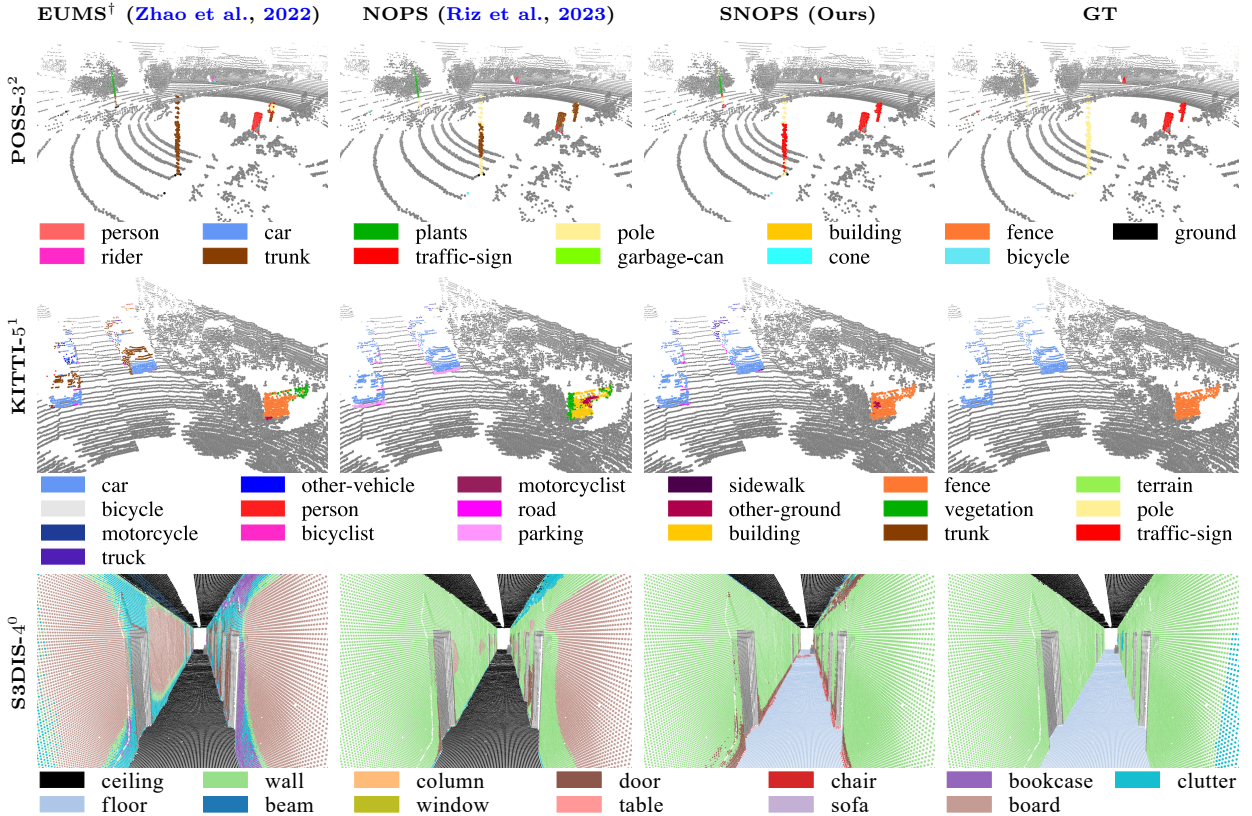 EUMS† (Zhao et al., 2022) NOPS (Riz et al., 2023) SNOPS (Ours) GT
POSS-3²
person car plants pole building fence ground
rider trunk traffic-sign garbage-can cone bicycle
KITTI-5¹
car other-vehicle motorcyclist sidewalk fence terrain
bicycle person road other-ground vegetation pole
motorcycle bicyclist parking building trunk traffic-sign
truck
S3DIS-4⁰
ceiling wall column door chair bookcase clutter
floor beam window table sofa board